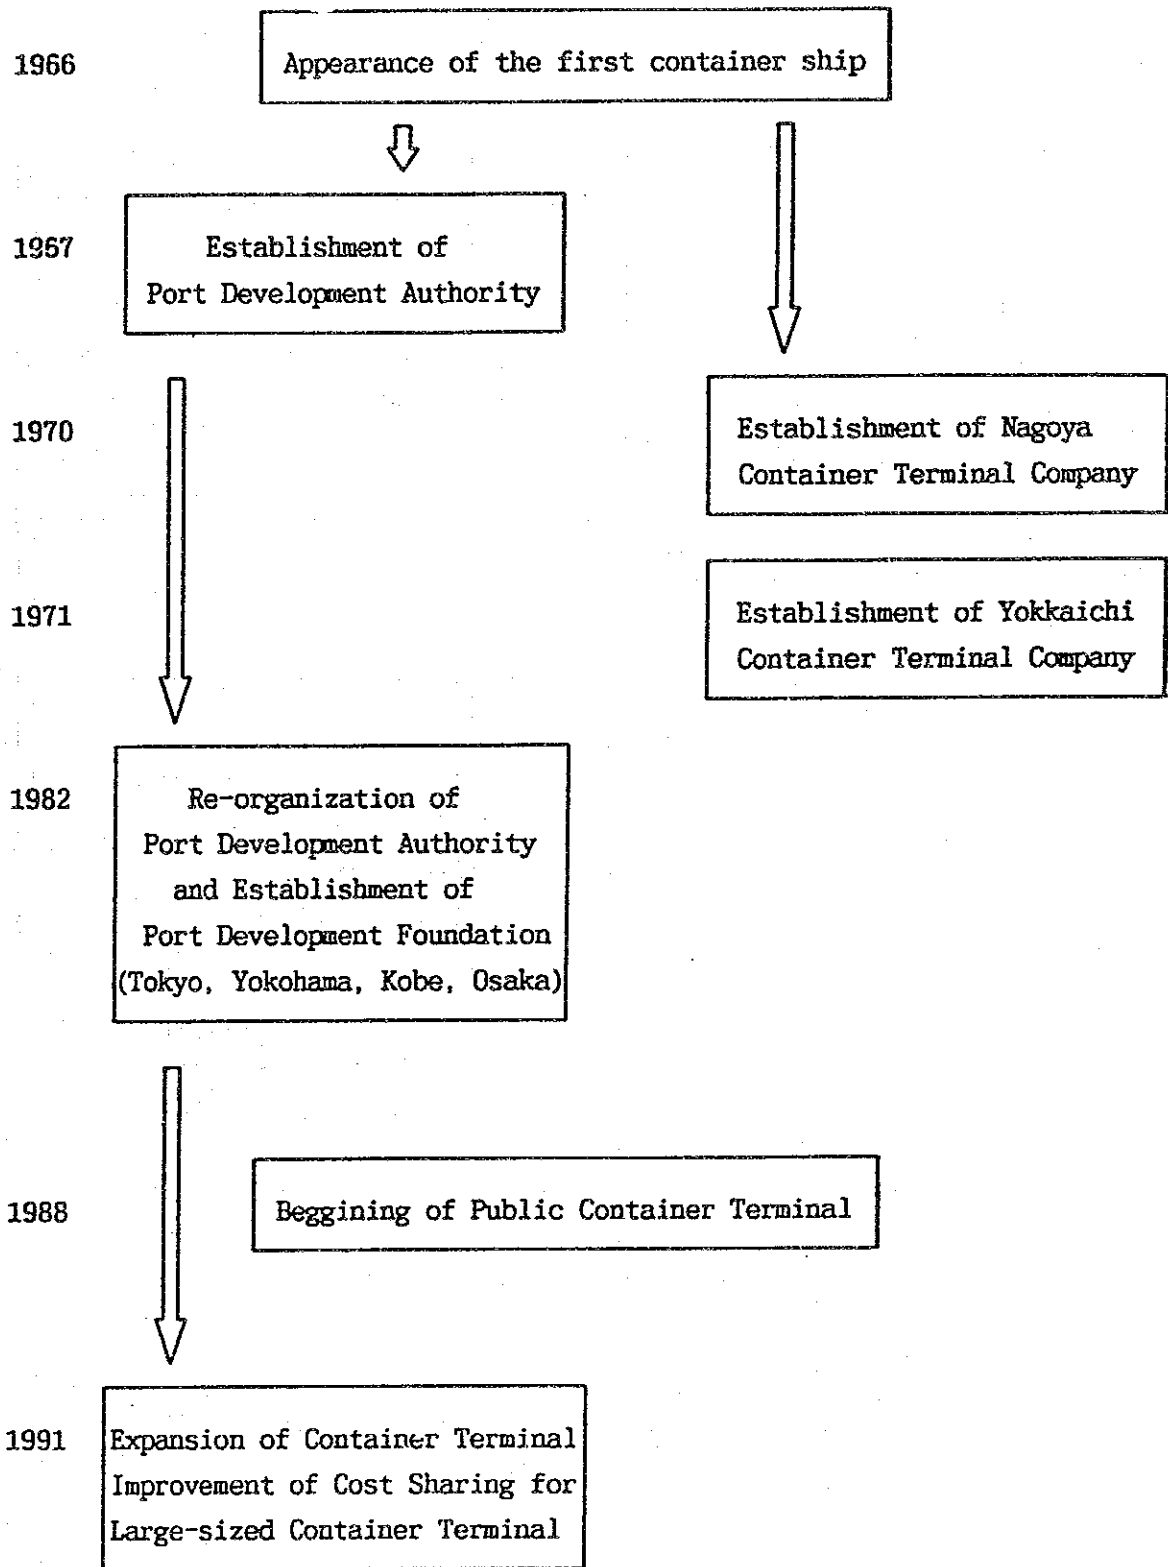 1966
Appearance of the first container ship
1967
Establishment of
Port Development Authority
1970
Establishment of Nagoya
Container Terminal Company
1971
Establishment of Yokkaichi
Container Terminal Company
1982
Re-organization of
Port Development Authority
and Establishment of
Port Development Foundation
(Tokyo, Yokohama, Kobe, Osaka)
1988
Beggining of Public Container Terminal
1991
Expansion of Container Terminal
Improvement of Cost Sharing for
Large-sized Container Terminal